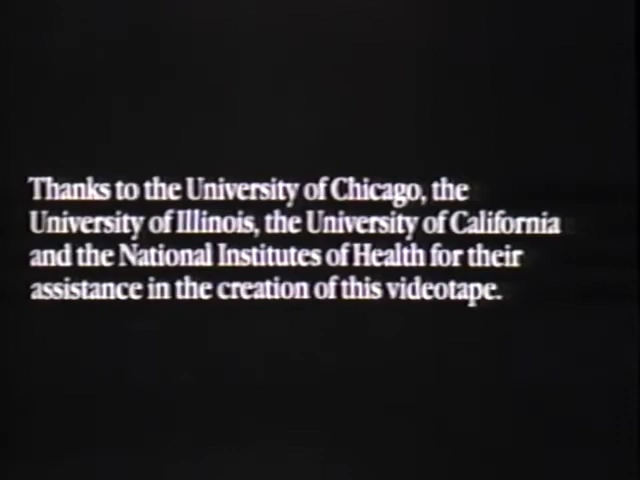 Thanks to the University of Chicago, the
University of Illinois, the University of California
and the National Institutes of Health for their
assistance in the creation of this videotape.